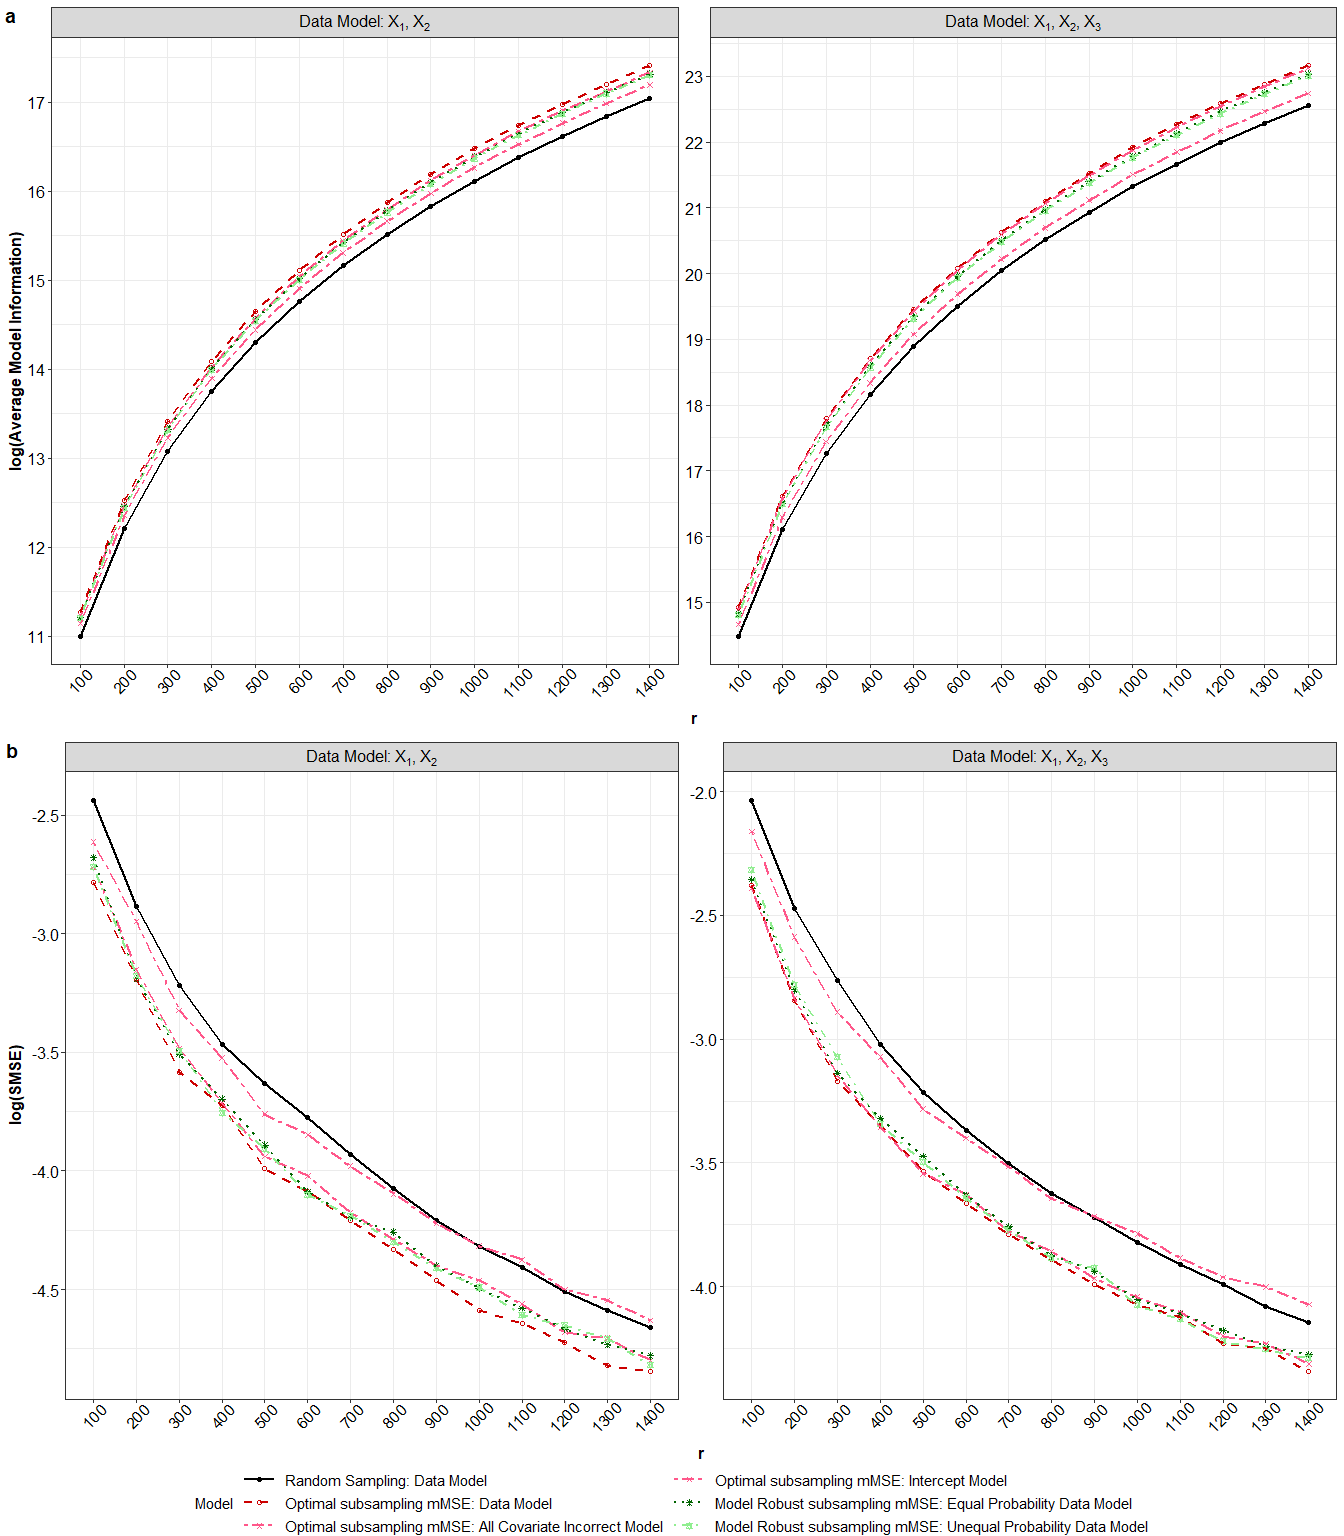 a
Data Model: X1, X2
Data Model: X1, X2, X3
log(Average Model Information)
17
16
15
14
13
12
11
23
22
21
20
19
18
17
16
15
100 200 300 400 500 600 700 800 900 1000 1100 1200 1300 1400
100 200 300 400 500 600 700 800 900 1000 1100 1200 1300 1400
r
b
Data Model: X1, X2
Data Model: X1, X2, X3
log(SMSE)
-2.5
-3.0
-3.5
-4.0
-4.5
-2.0
-2.5
-3.0
-3.5
-4.0
100 200 300 400 500 600 700 800 900 1000 1100 1200 1300 1400
100 200 300 400 500 600 700 800 900 1000 1100 1200 1300 1400
r
Model
Random Sampling: Data Model
Optimal subsampling mMSE: Data Model
Optimal subsampling mMSE: All Covariate Incorrect Model
Optimal subsampling mMSE: Intercept Model
Model Robust subsampling mMSE: Equal Probability Data Model
Model Robust subsampling mMSE: Unequal Probability Data Model